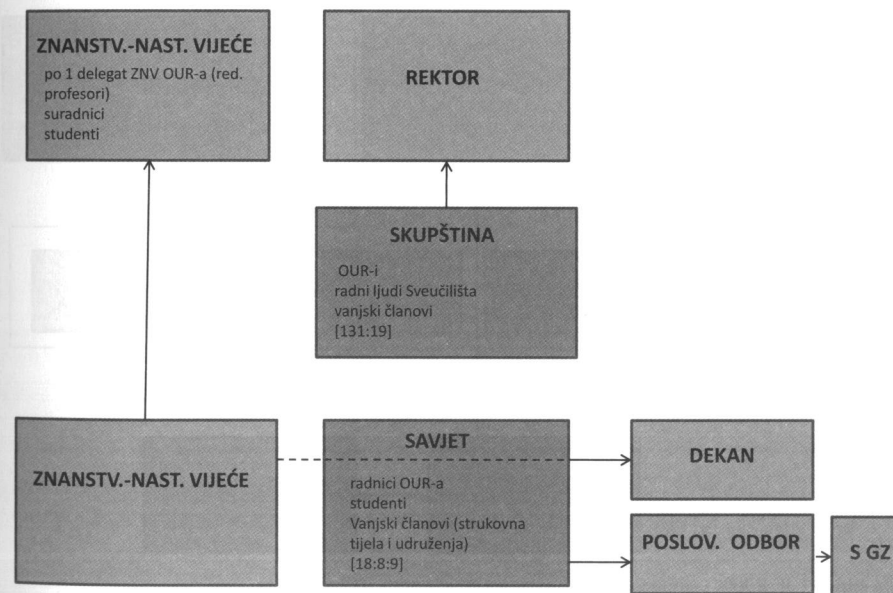 ZNANSTV.-NAST. VIJEĆE
po 1 delegat ZNV OUR-a (red.
profesori)
suradnici
studenti
REKTOR
SKUPŠTINA
OUR-i
radni ljudi Sveučilišta
vanjski članovi
[131:19]
ZNANSTV.-NAST. VIJEĆE
SAVJET
radnici OUR-a
studenti
Vanjski članovi (strukovna
tijela i udruženja)
[18:8:9]
DEKAN
POSLOV. ODBOR
S GZ